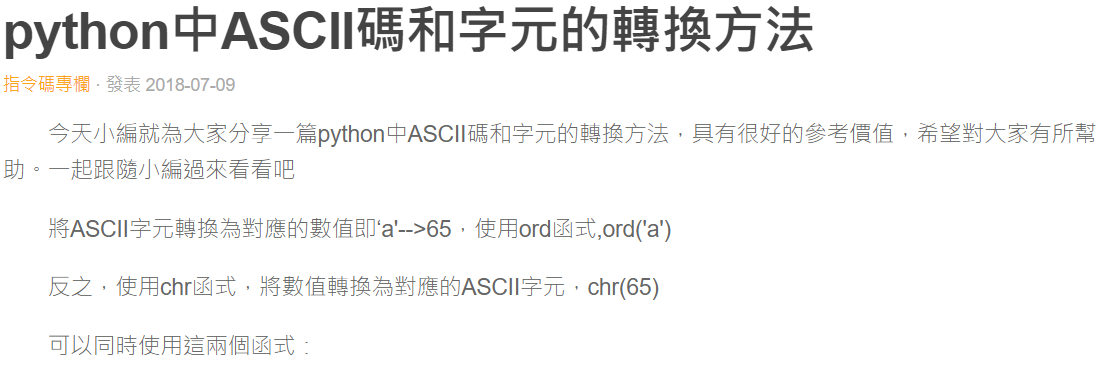 python中ASCII碼和字元的轉換方法
指令碼專欄 · 發表 2018-07-09
今天小編就為大家分享一篇python中ASCII碼和字元的轉換方法，具有很好的參考價值，希望對大家有所幫
助。一起跟隨小編過來看看吧
將ASCII字元轉換為對應的數值即‘a'-->65，使用ord函式,ord('a')
反之，使用chr函式，將數值轉換為對應的ASCII字元，chr(65)
可以同時使用這兩個函式：